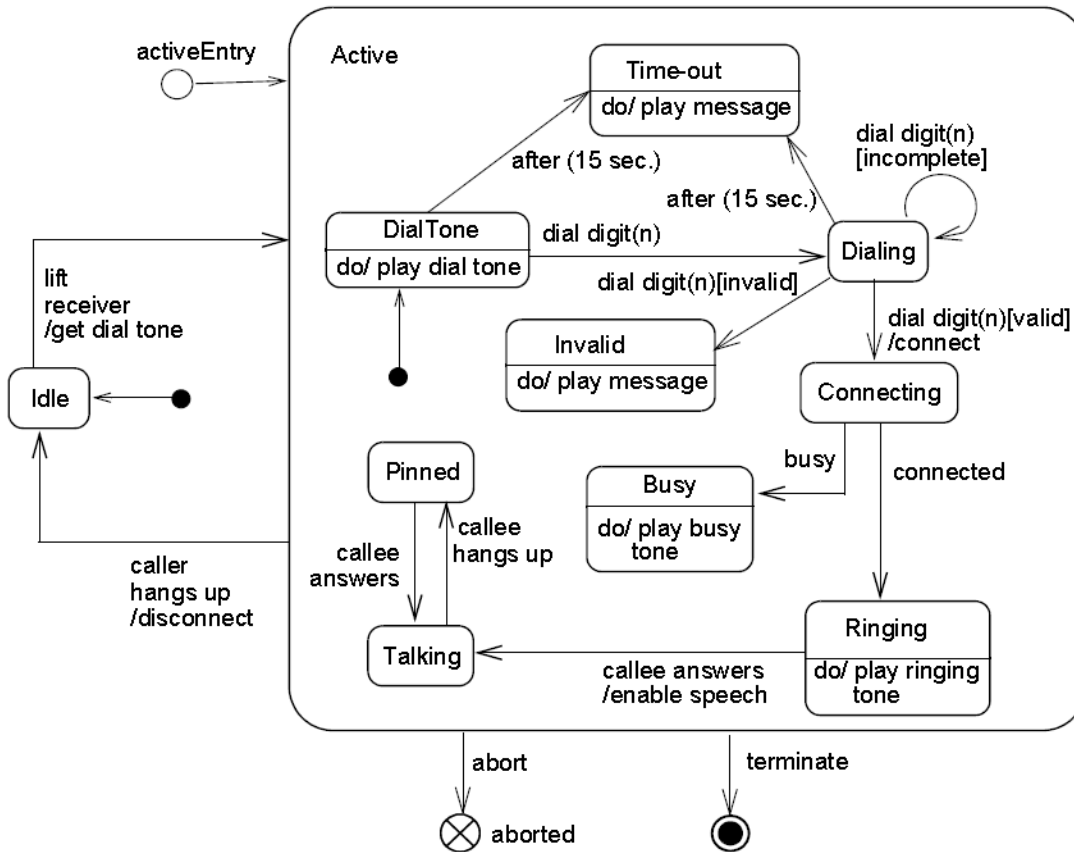 activeEntry
Active
Time-out
do/ play message
dial digit(n)
[incomplete]
after (15 sec.)
after (15 sec.)
DialTone
do/ play dial tone
dial digit(n)
Dialing
lift
receiver
/get dial tone
dial digit(n)[invalid]
dial digit(n)[valid]
/connect
Invalid
do/ play message
Idle
Connecting
Pinned
busy
connected
Busy
do/ play busy
tone
callee
hangs up
callee
answers
caller
hangs up
/disconnect
Talking
Ringing
do/ play ringing
tone
callee answers
/enable speech
abort
terminate
aborted